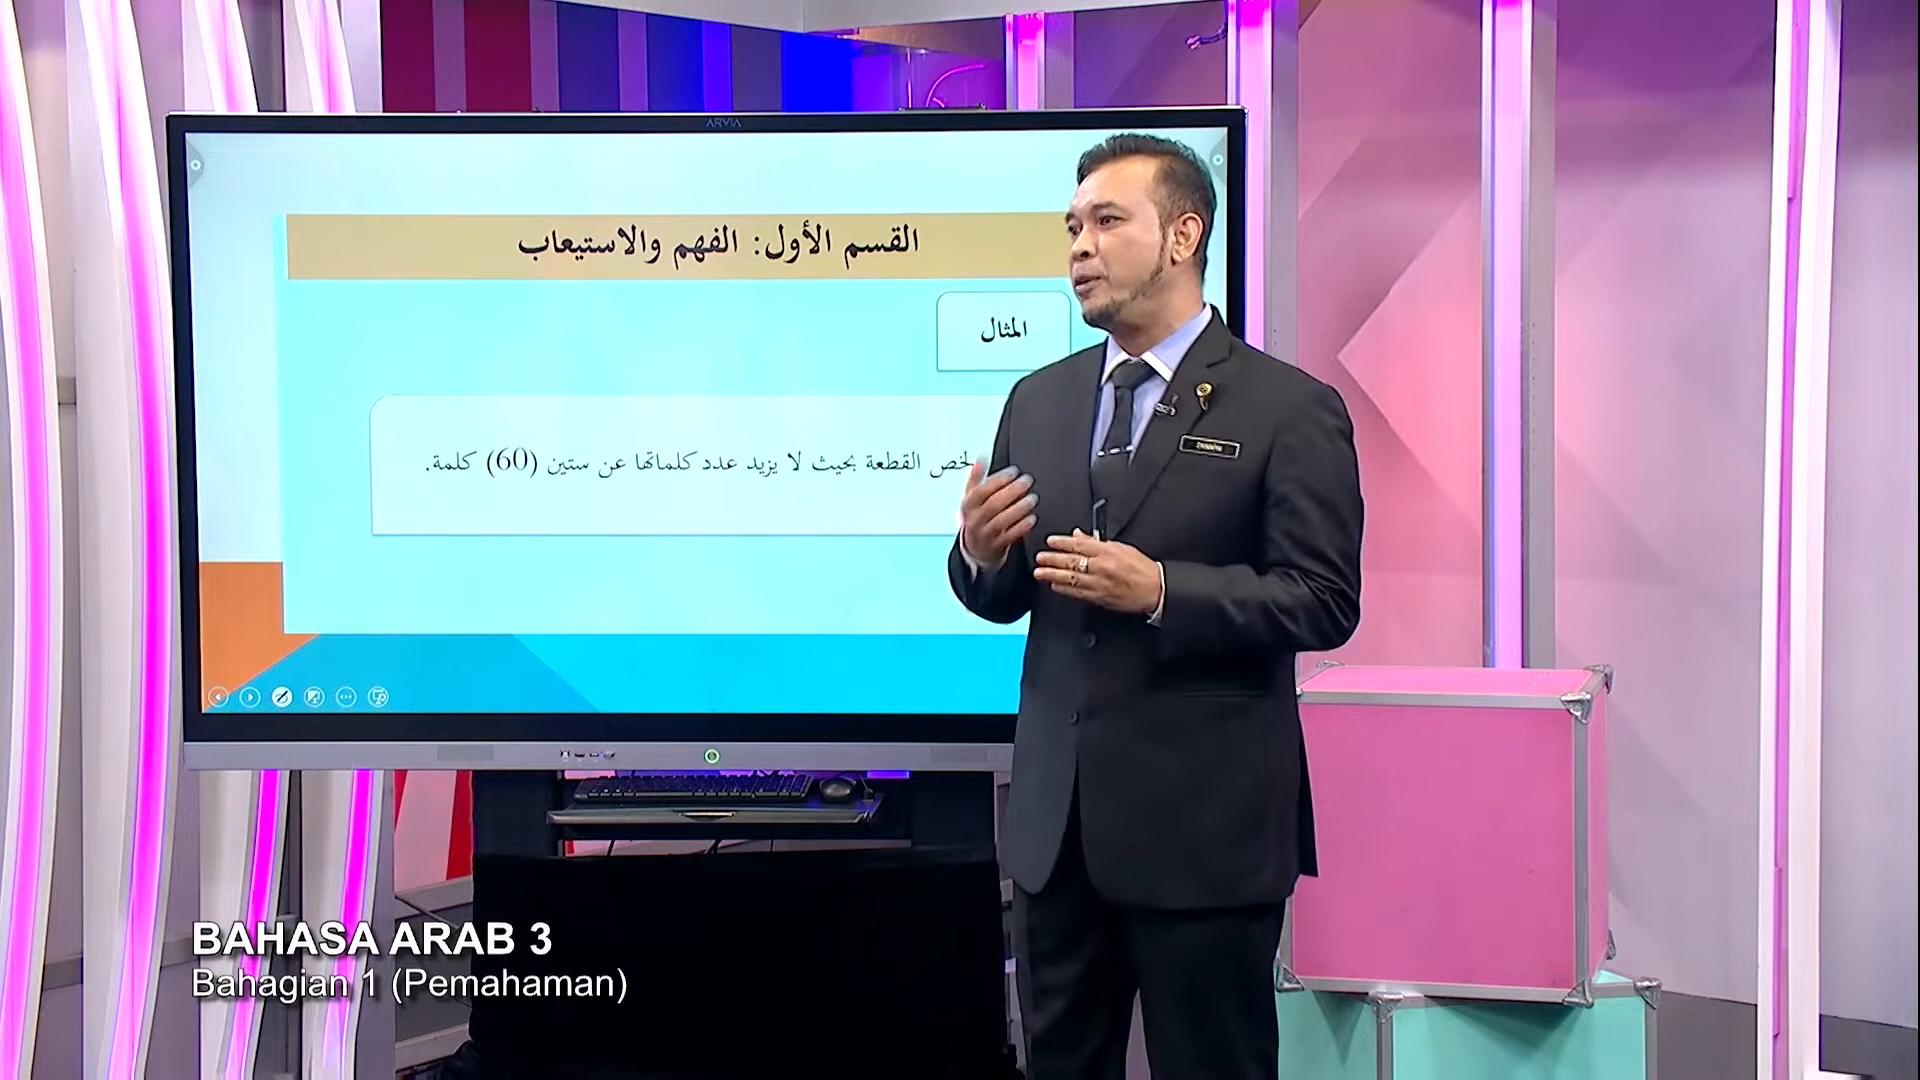 ARVIA
القسم الأول: الفهم والاستيعاب
المثال
لخص القطعة بحيث لا يزيد عدد كلماتها عن ستين (60) كلمة.
BAHASA ARAB 3
Bahagian 1 (Pemahaman)